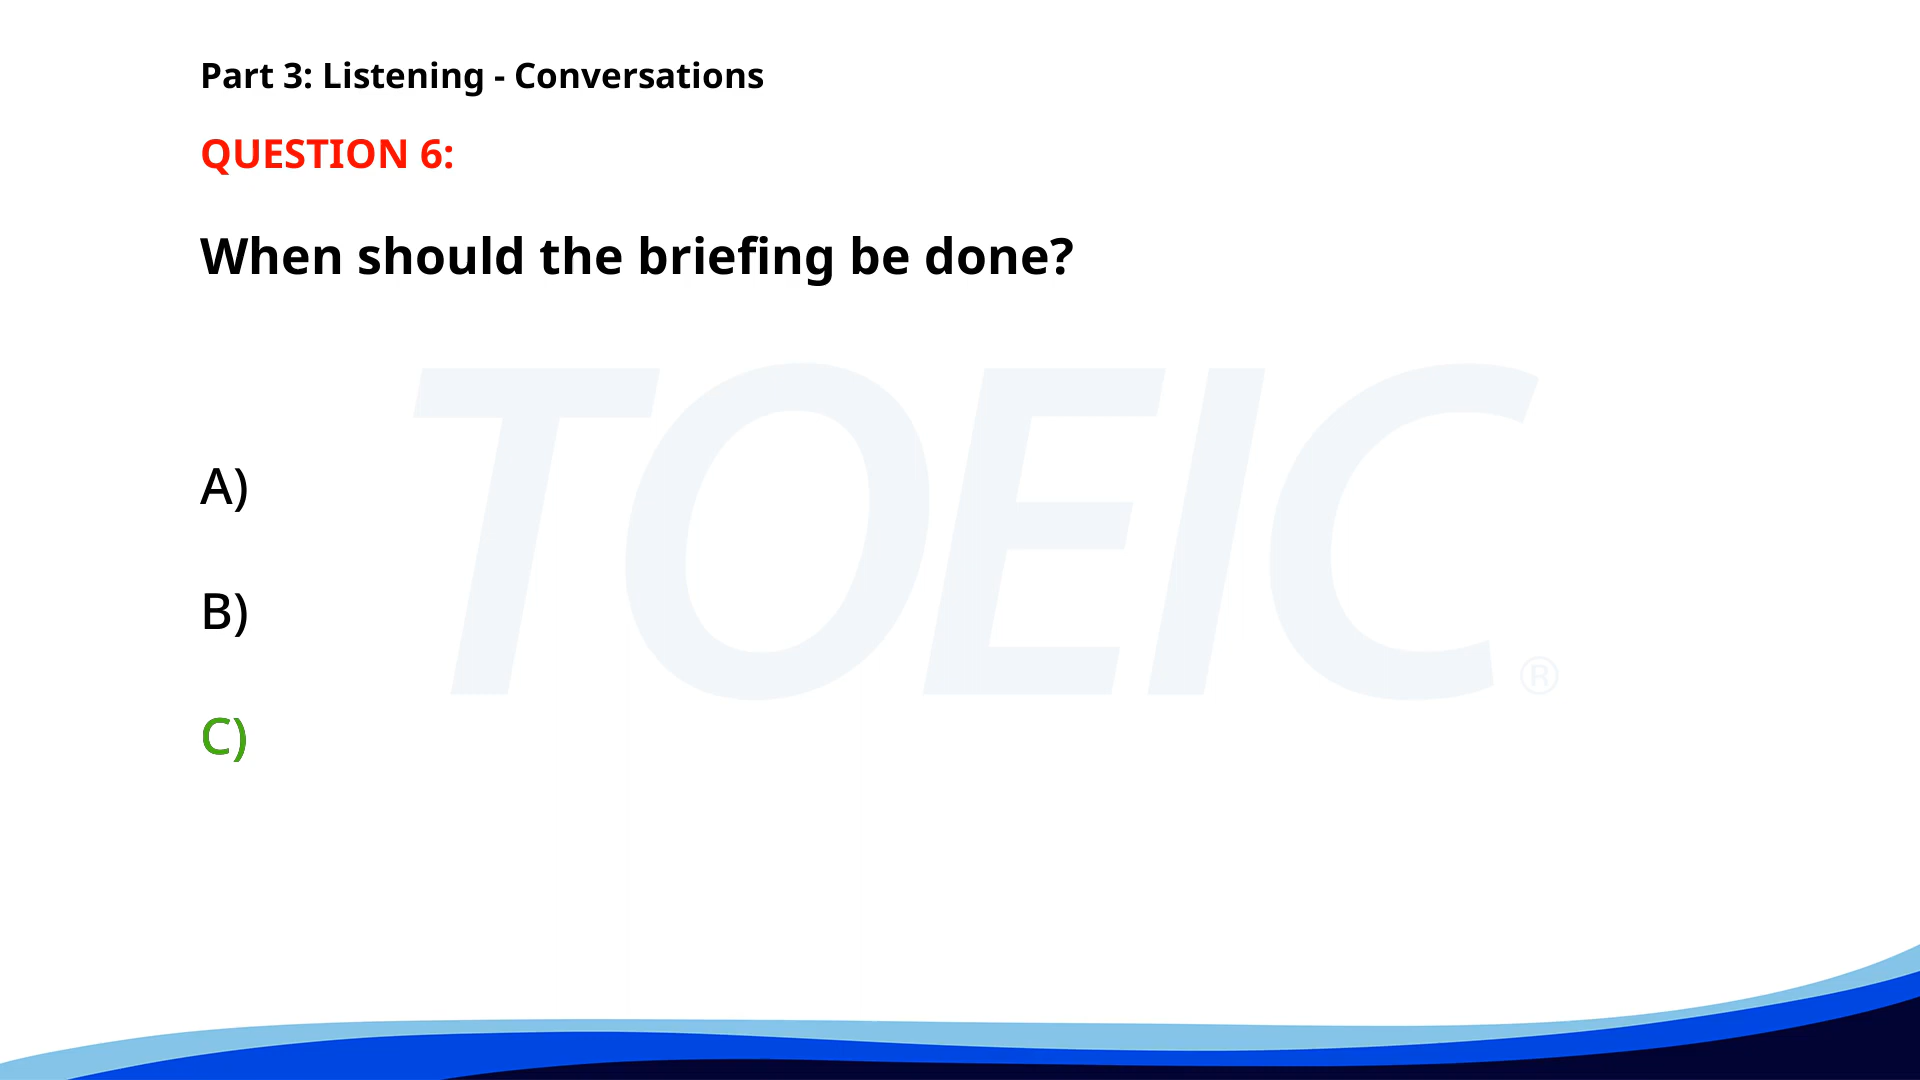 Part 3: Listening - Conversations
QUESTION 6:
When should the briefing be done?
TOEIC®
A)
B)
C)